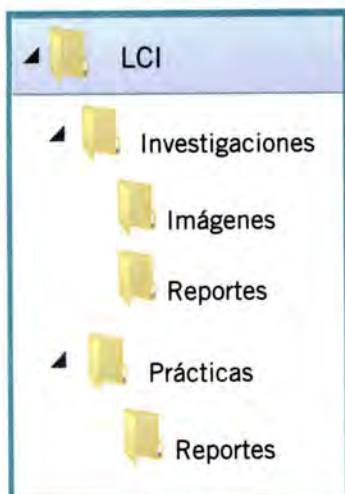 LCI
Investigaciones
Imágenes
Reportes
Prácticas
Reportes